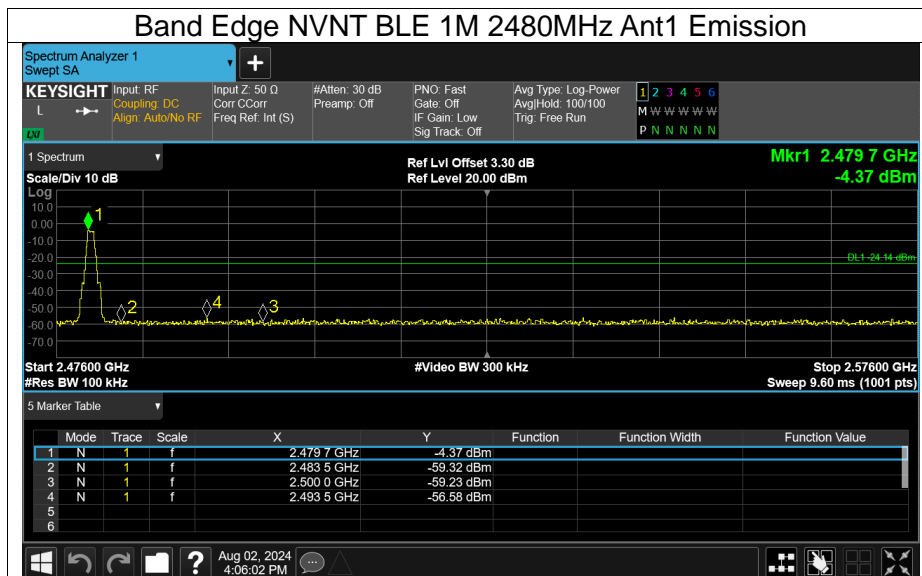 Band Edge NVNT BLE 1M 2480MHz Ant1 Emission
Spectrum Analyzer 1
Swept SA
+
KEYSIGHT Input: RF Input Z: 50 Ω #Atten: 30 dB PNO: Fast Avg Type: Log-Power 1 2 3 4 5 6
L Coupling: DC Corr CCorr Preamp: Off Gate: Off Avg|Hold: 100/100 M W W W W W
Align: Auto/No RF Freq Ref: Int (S) IF Gain: Low Trig: Free Run
LXI Sig Track: Off P N N N N N
1 Spectrum Ref Lvl Offset 3.30 dB Mkr1 2.479 7 GHz
Scale/Div 10 dB Ref Level 20.00 dBm -4.37 dBm
Log
10.0
1
0.00
-10.0
-20.0 DL1 -24.14 dBm
-30.0
-40.0
-50.0 2 4 3
-60.0
-70.0
Start 2.47600 GHz #Video BW 300 kHz Stop 2.57600 GHz
#Res BW 100 kHz Sweep 9.60 ms (1001 pts)
5 Marker Table
Mode Trace Scale X Y Function Function Width Function Value
1 N 1 f 2.479 7 GHz -4.37 dBm
2 N 1 f 2.483 5 GHz -59.32 dBm
3 N 1 f 2.500 0 GHz -59.23 dBm
4 N 1 f 2.493 5 GHz -56.58 dBm
5
6
? Aug 02, 2024
4:06:02 PM